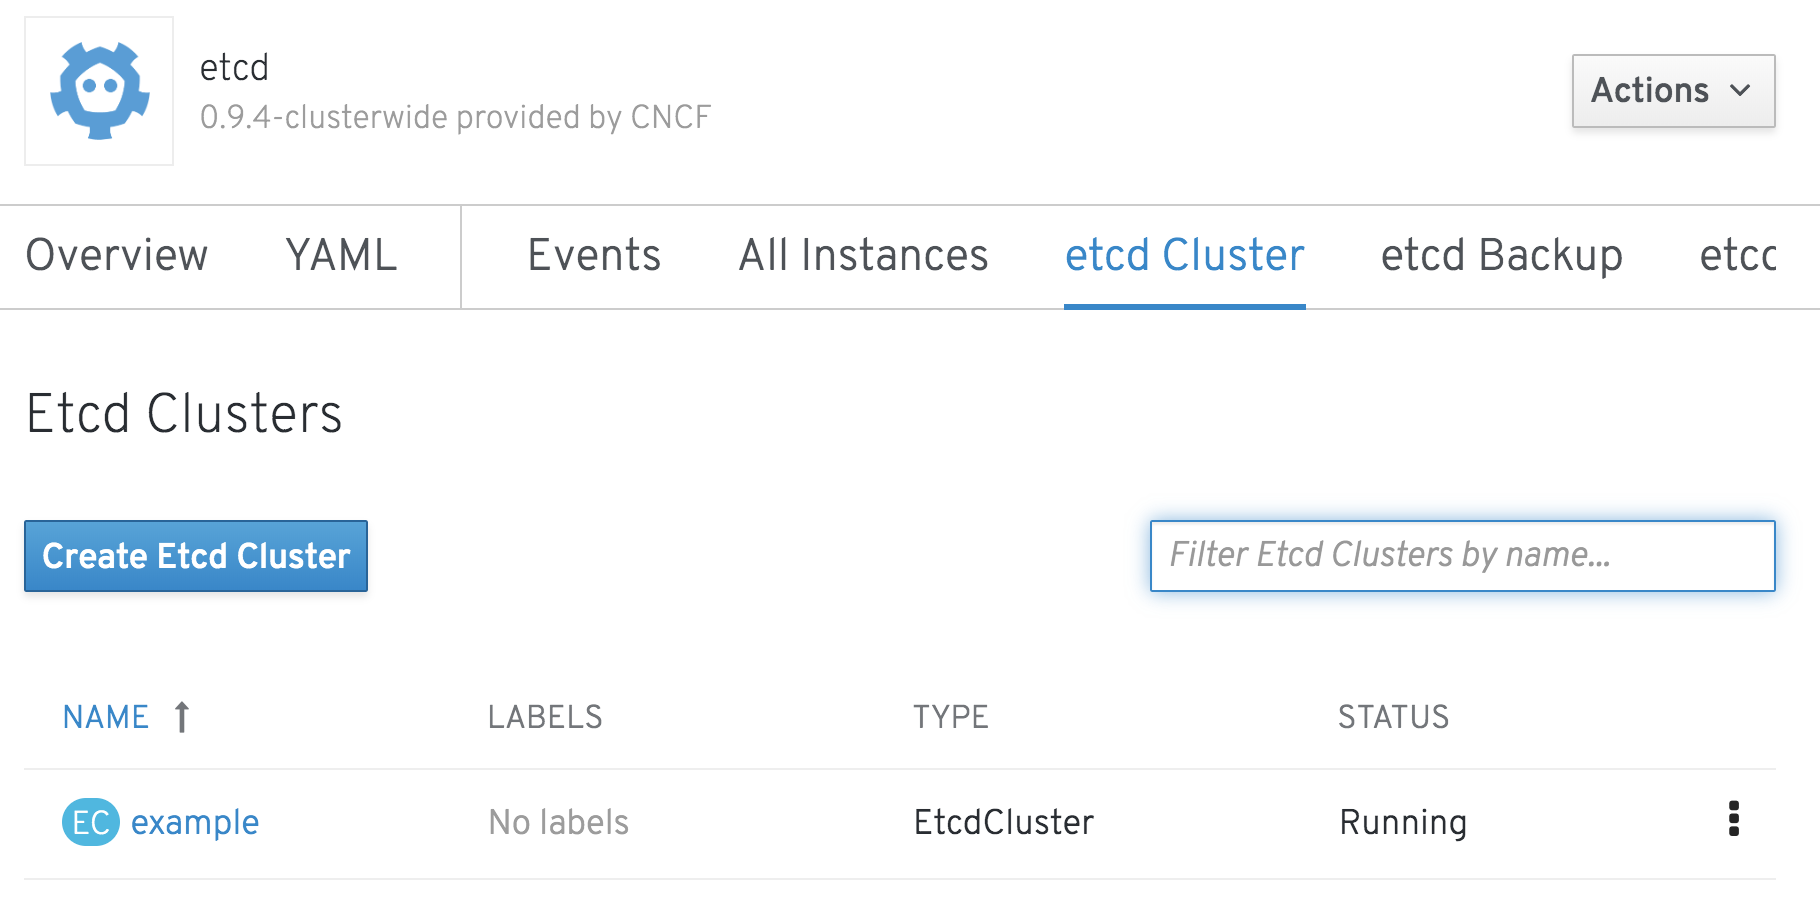 etcd
0.9.4-clusterwide provided by CNCF
Actions
Overview YAML Events All Instances etcd Cluster etcd Backup etcd
Etcd Clusters
Create Etcd Cluster
Filter Etcd Clusters by name...
NAME LABELS TYPE STATUS
EC example No labels EtcdCluster Running